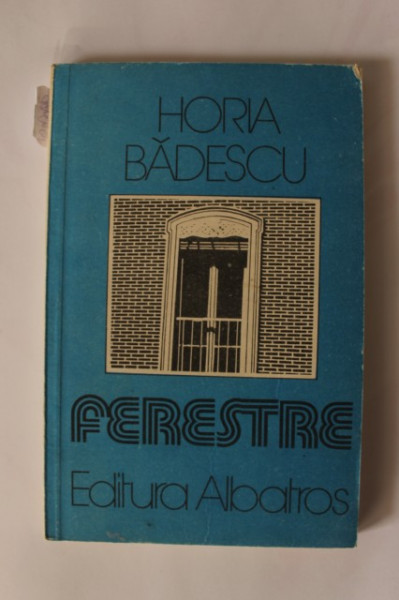 HORIA
BĂDESCU
FERESTRE
Editura Albatros